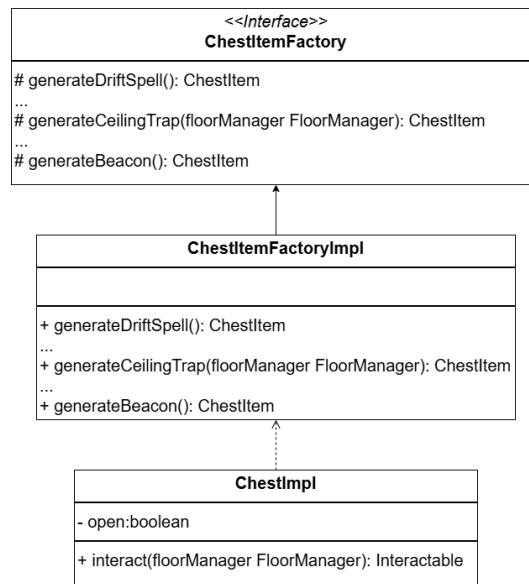 <<Interface>>
ChestItemFactory
# generateDriftSpell(): ChestItem
...
# generateCeilingTrap(floorManager FloorManager): ChestItem
...
# generateBeacon(): ChestItem
ChestItemFactoryImpl
+ generateDriftSpell(): ChestItem
...
+ generateCeilingTrap(floorManager FloorManager): ChestItem
...
+ generateBeacon(): ChestItem
ChestImpl
- open:boolean
+ interact(floorManager FloorManager): Interactable